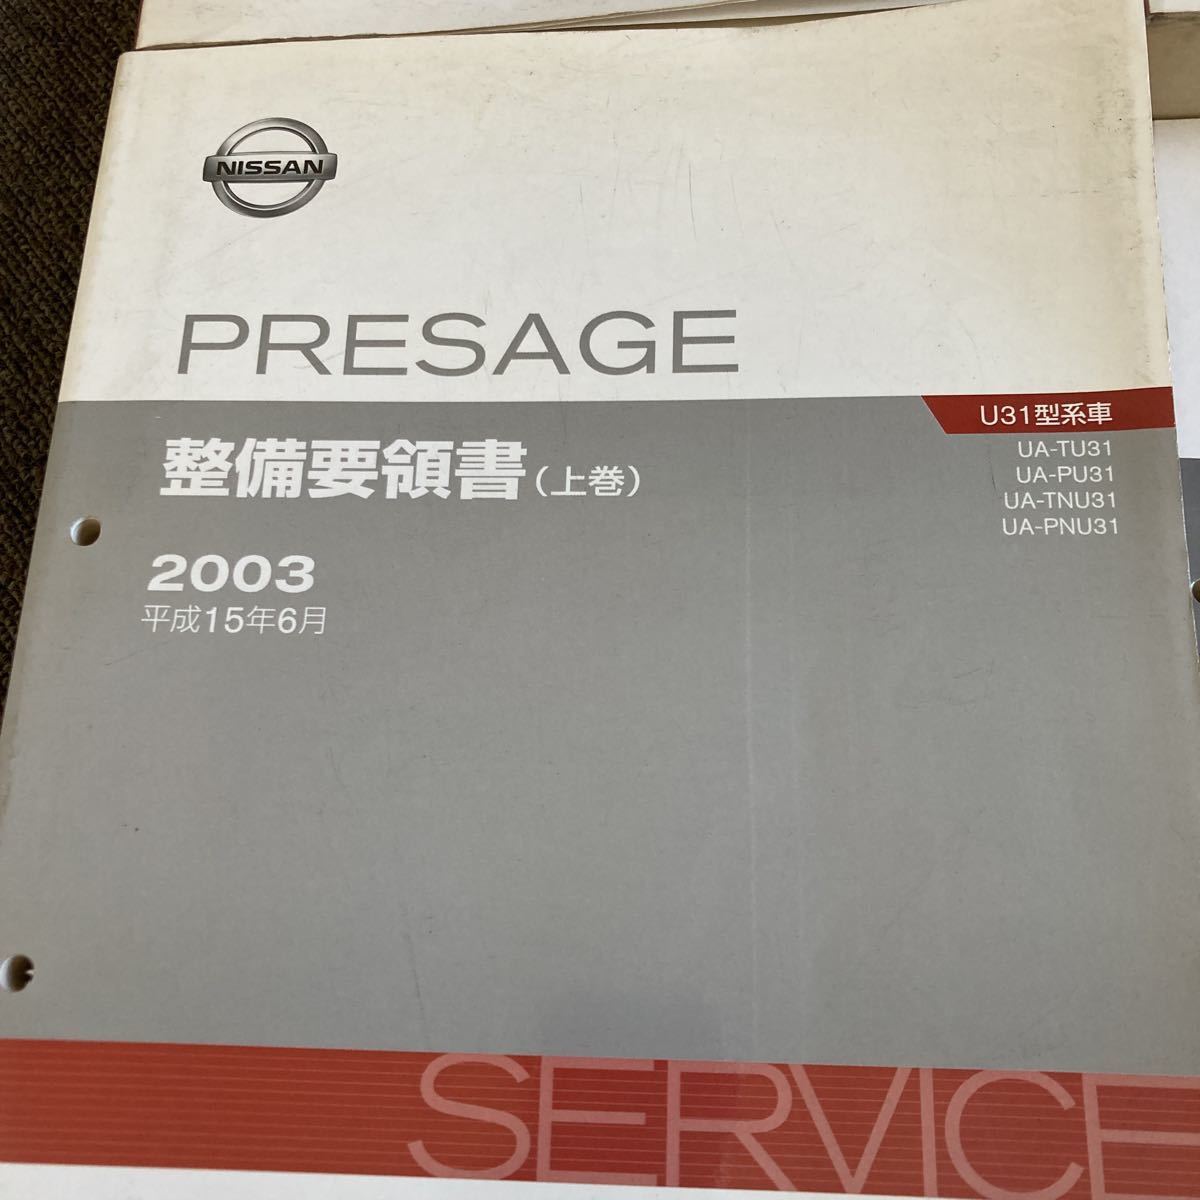 NISSAN
PRESAGE
U31型系車
UA-TU31
UA-PU31
UA-TNU31
UA-PNU31
整備要領書(上巻)
2003
平成15年6月
SERVICE